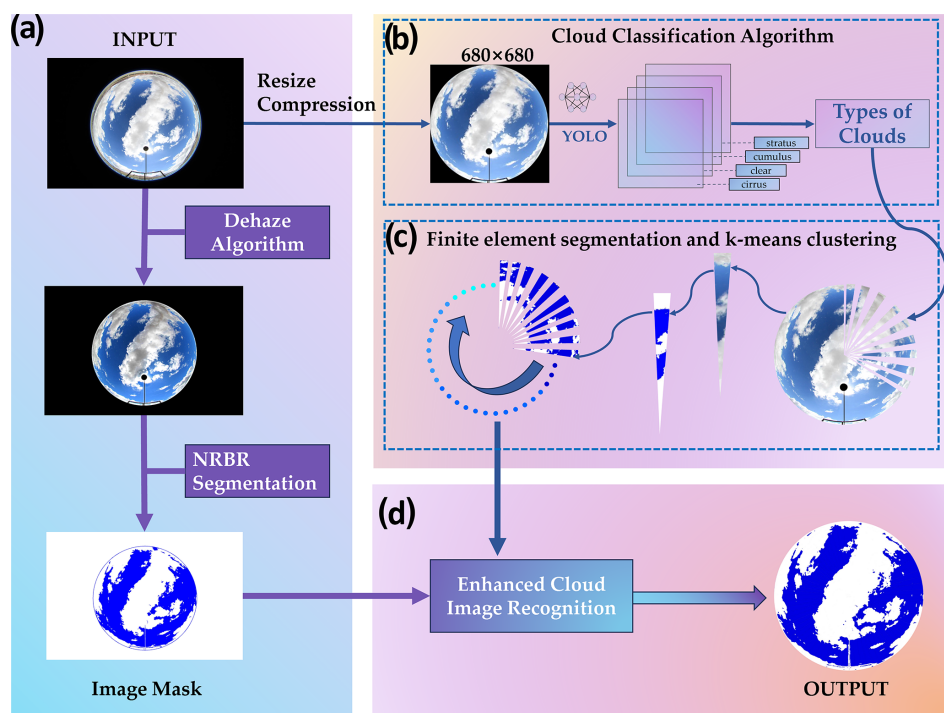 (a)
INPUT
Resize
Compression
Dehaze
Algorithm
NRBR
Segmentation
Image Mask
(b)
Cloud Classification Algorithm
680×680
YOLO
stratus
cumulus
clear
cirrus
Types of
Clouds
(c)
Finite element segmentation and k-means clustering
(d)
Enhanced Cloud
Image Recognition
OUTPUT